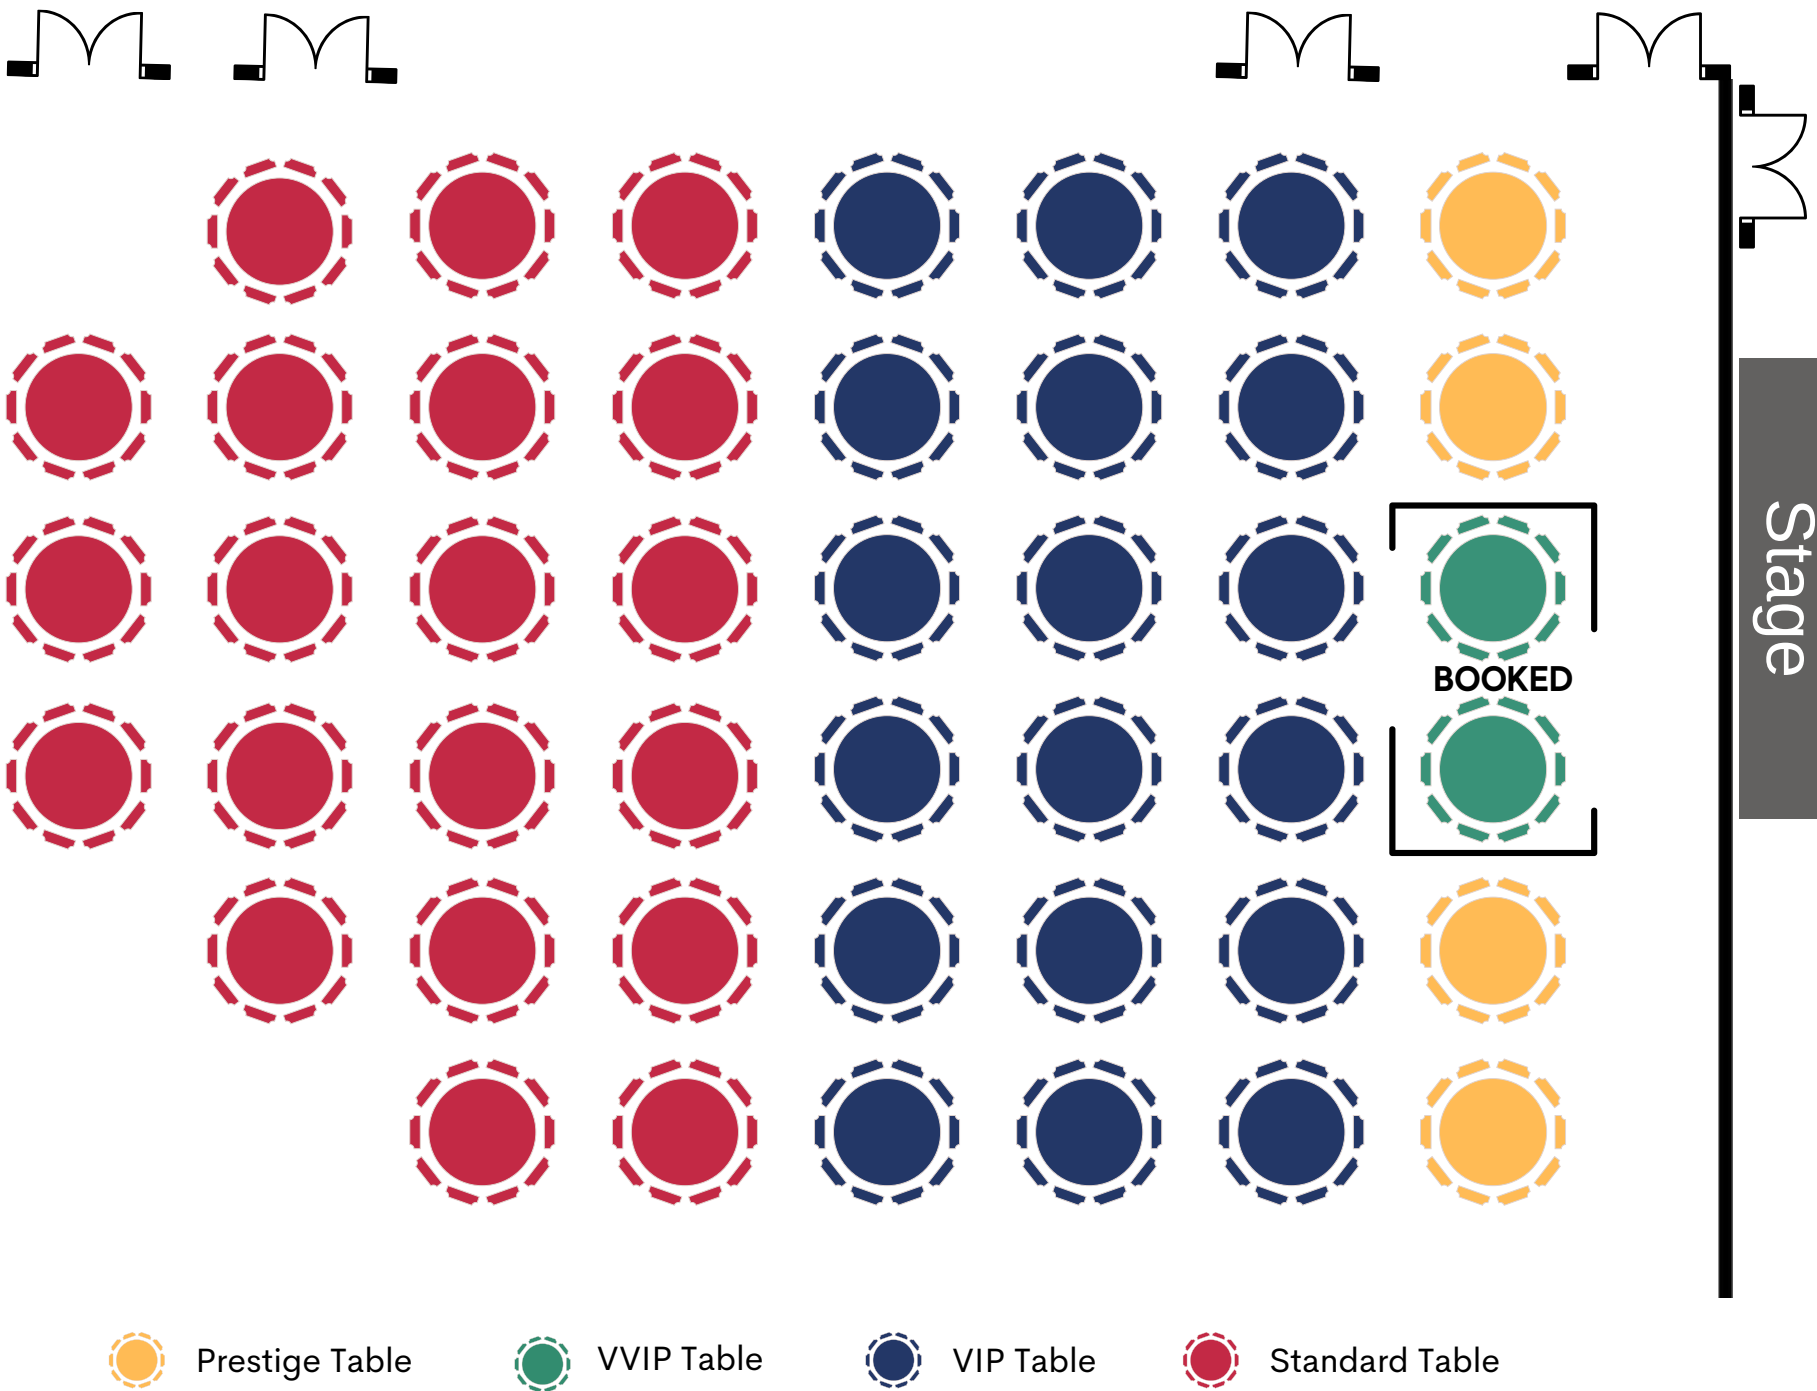 Stage
BOOKED
Prestige Table
VVIP Table
VIP Table
Standard Table